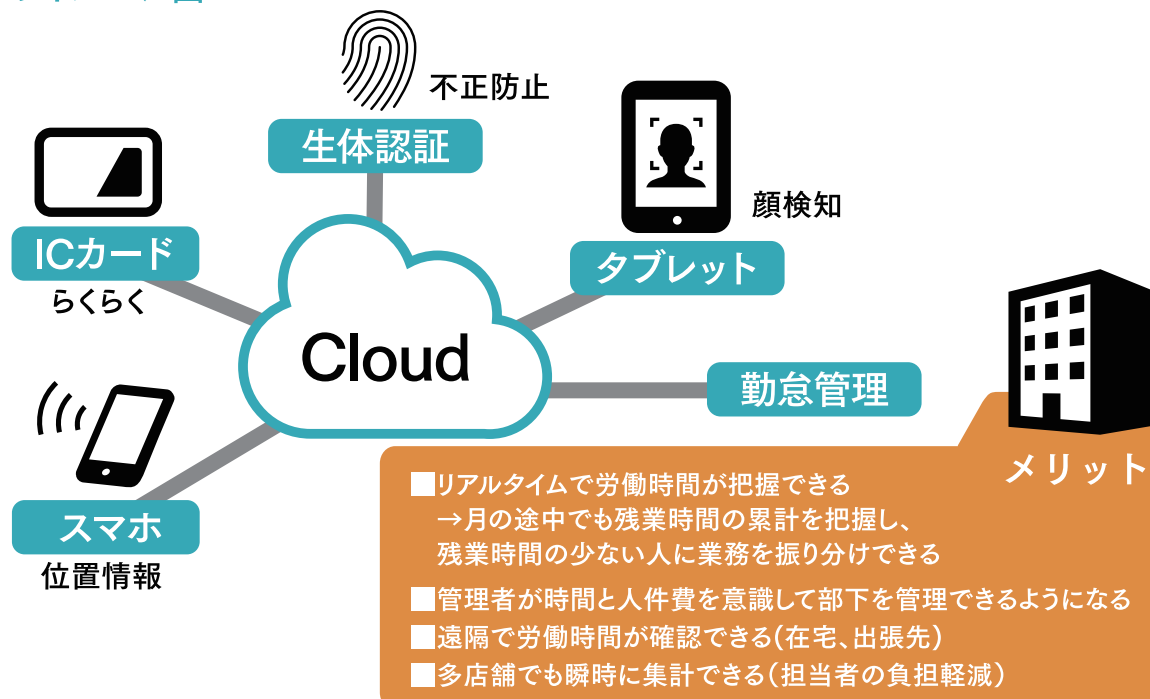 不正防止
生体認証
顔検知
タブレット
ICカード
らくらく
Cloud
勤怠管理
スマホ
位置情報
メリット
■リアルタイムで労働時間が把握できる
→月の途中でも残業時間の累計を把握し、
残業時間の少ない人に業務を振り分けできる
■管理者が時間と人件費を意識して部下を管理できるようになる
■遠隔で労働時間が確認できる(在宅、出張先)
■多店舗でも瞬時に集計できる(担当者の負担軽減)